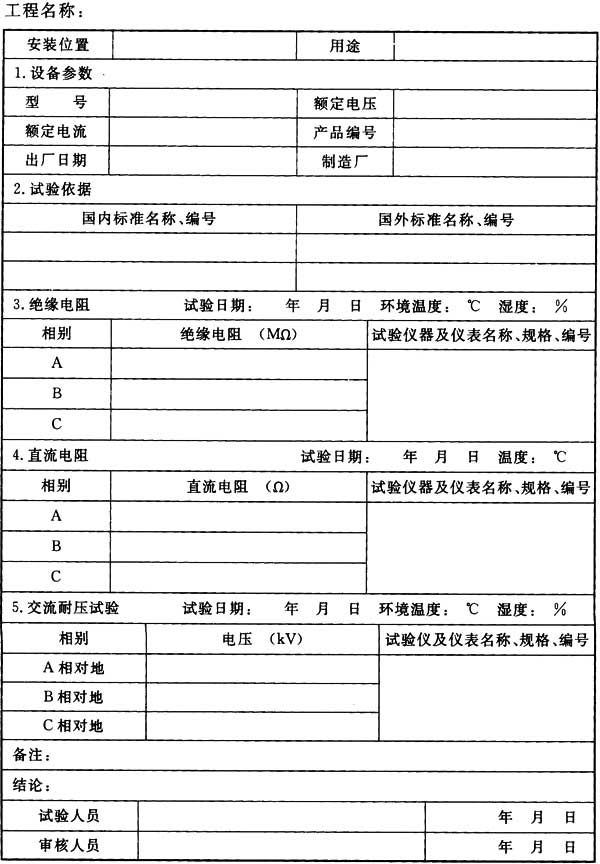 工程名称:
安装位置 用途
1.设备参数
型 号 额定电压
额定电流 产品编号
出厂日期 制造厂
2.试验依据
国内标准名称、编号 国外标准名称、编号
3.绝缘电阻 试验日期: 年 月 日 环境温度: ℃ 湿度: %
相别 绝缘电阻 (MΩ) 试验仪器及仪表名称、规格、编号
A
B
C
4.直流电阻 试验日期: 年 月 日 温度: ℃
相别 直流电阻 (Ω) 试验仪器及仪表名称、规格、编号
A
B
C
5.交流耐压试验 试验日期: 年 月 日 环境温度: ℃ 湿度: %
相别 电压 (kV) 试验仪及仪表名称、规格、编号
A相对地
B相对地
C相对地
备注:
结论:
试验人员 年 月 日
审核人员 年 月 日